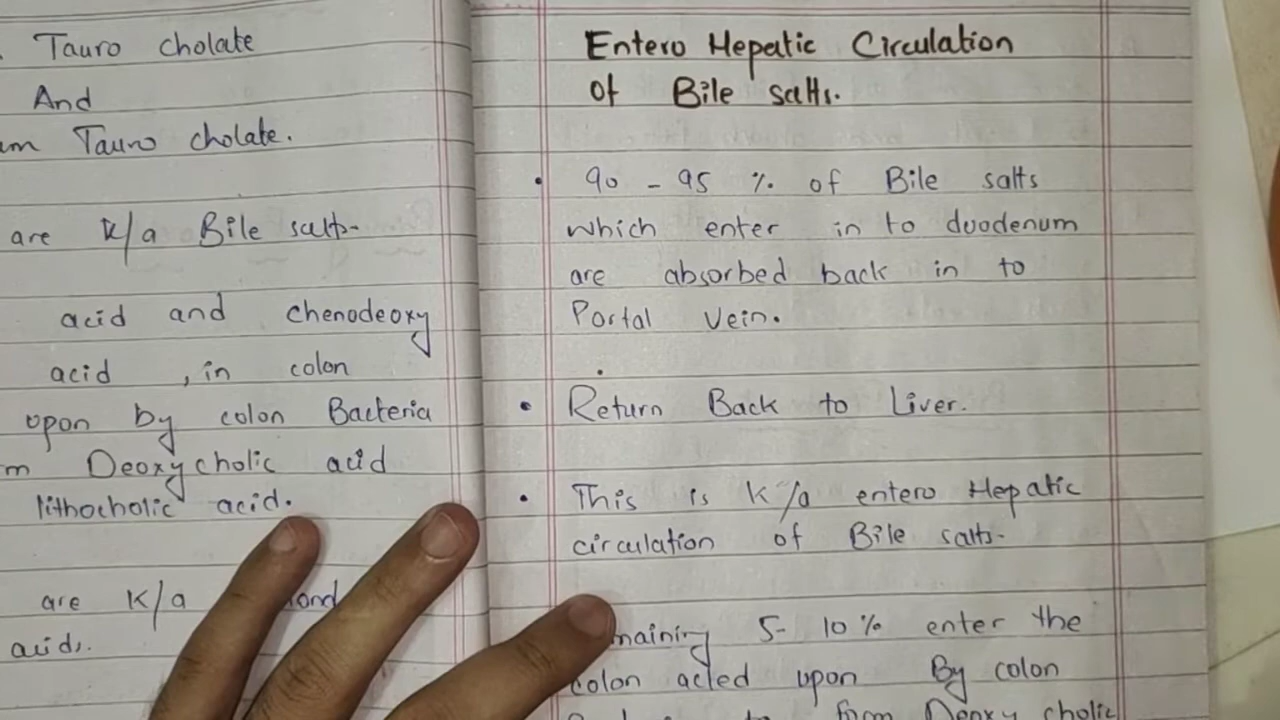 Tauro cholate
And
Tauro cholate.
are K/a Bile salts-
acid and chenodeoxy
acid , in colon
upon by colon Bacteria
Deoxycholic acid
lithocholic acid.
are K/a
acids.
Entero Hepatic Circulation
of Bile salts.
• 90 - 95 % of Bile salts
which enter in to duodenum
are absorbed back in to
Portal Vein.
• Return Back to Liver.
• This is K/a entero Hepatic
circulation of Bile salts-
5- 10 % enter the
colon acted upon By colon
form Deoxy cholic